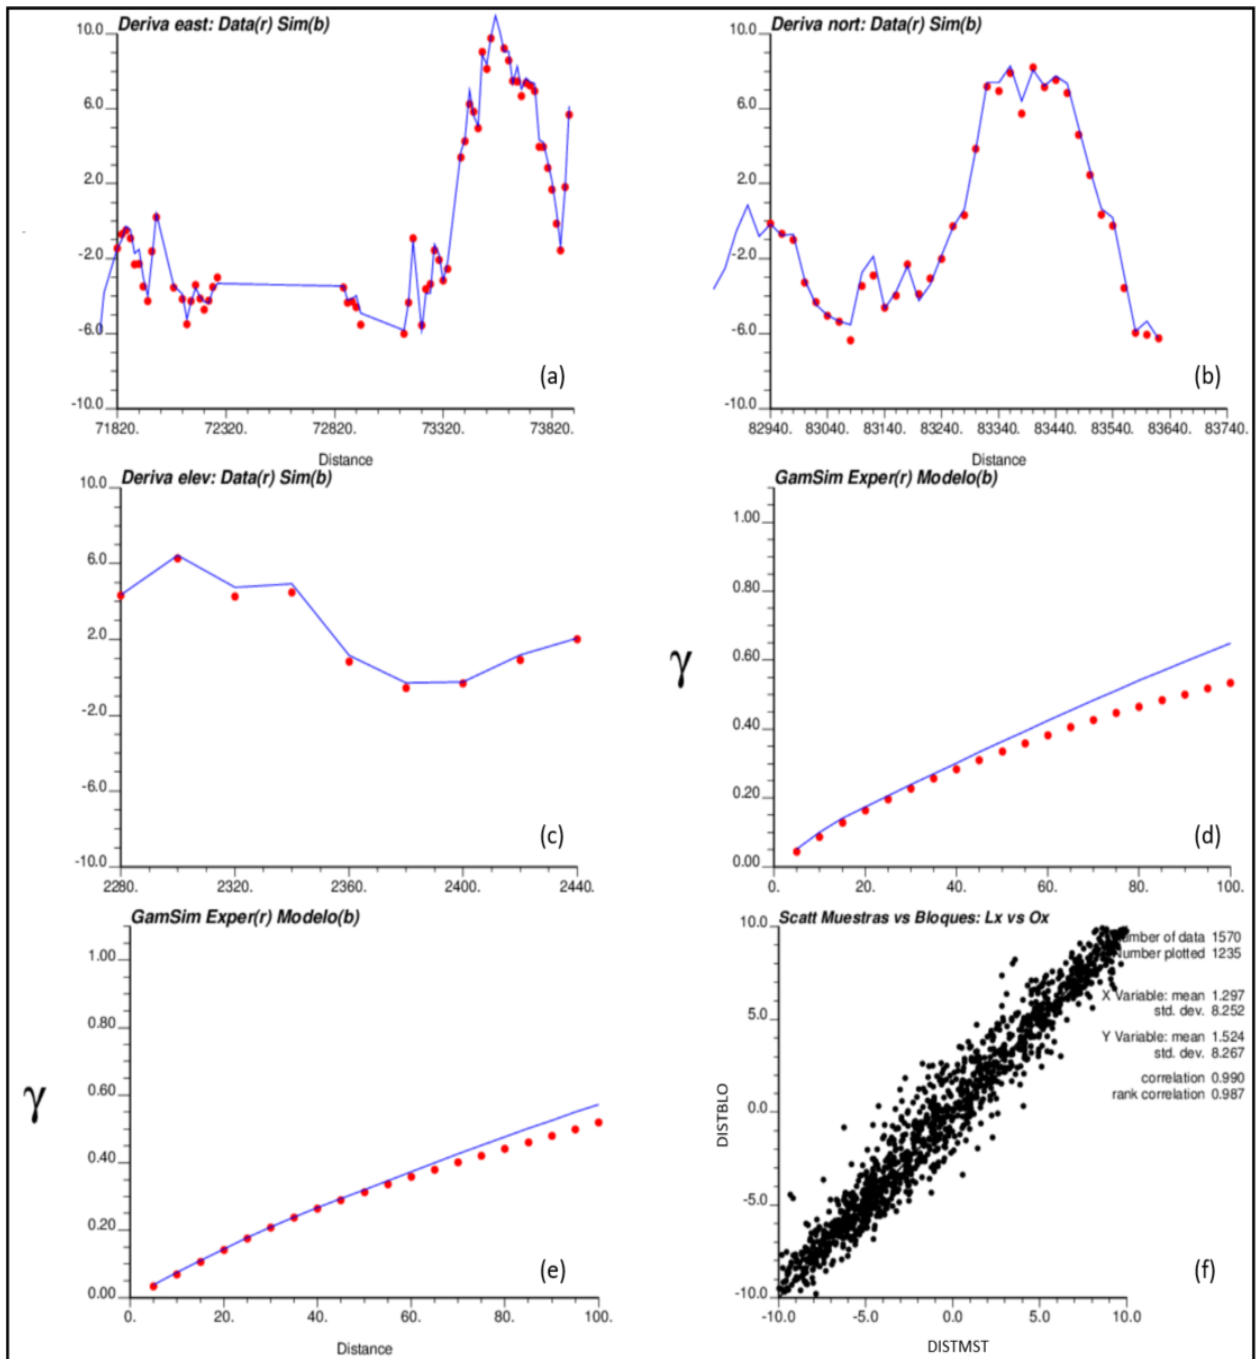 Deriva east: Data(r) Sim(b)
10.0
6.0
2.0
-2.0
-6.0
-10.0
71820. 72320. 72820. 73320. 73820.
Distance
(a)
Deriva nort: Data(r) Sim(b)
10.0
6.0
2.0
-2.0
-6.0
-10.0
82940. 83040. 83140. 83240. 83340. 83440. 83540. 83640. 83740.
Distance
(b)
Deriva elev: Data(r) Sim(b)
10.0
6.0
2.0
-2.0
-6.0
-10.0
2280. 2320. 2360. 2400. 2440.
(c)
GamSim Exper(r) Modelo(b)
γ
1.00
0.80
0.60
0.40
0.20
0.00
0. 20. 40. 60. 80. 100.
(d)
GamSim Exper(r) Modelo(b)
γ
1.00
0.80
0.60
0.40
0.20
0.00
0. 20. 40. 60. 80. 100.
Distance
(e)
Scatt Muestras vs Bloques: Lx vs Ox
DISTBLO
10.0
5.0
0.0
-5.0
-10.0
-10.0 -5.0 0.0 5.0 10.0
DISTMST
of data 1570
plotted 1235
X Variable: mean 1.297
std. dev. 8.252
Y Variable: mean 1.524
std. dev. 8.267
correlation 0.990
rank correlation 0.987
(f)